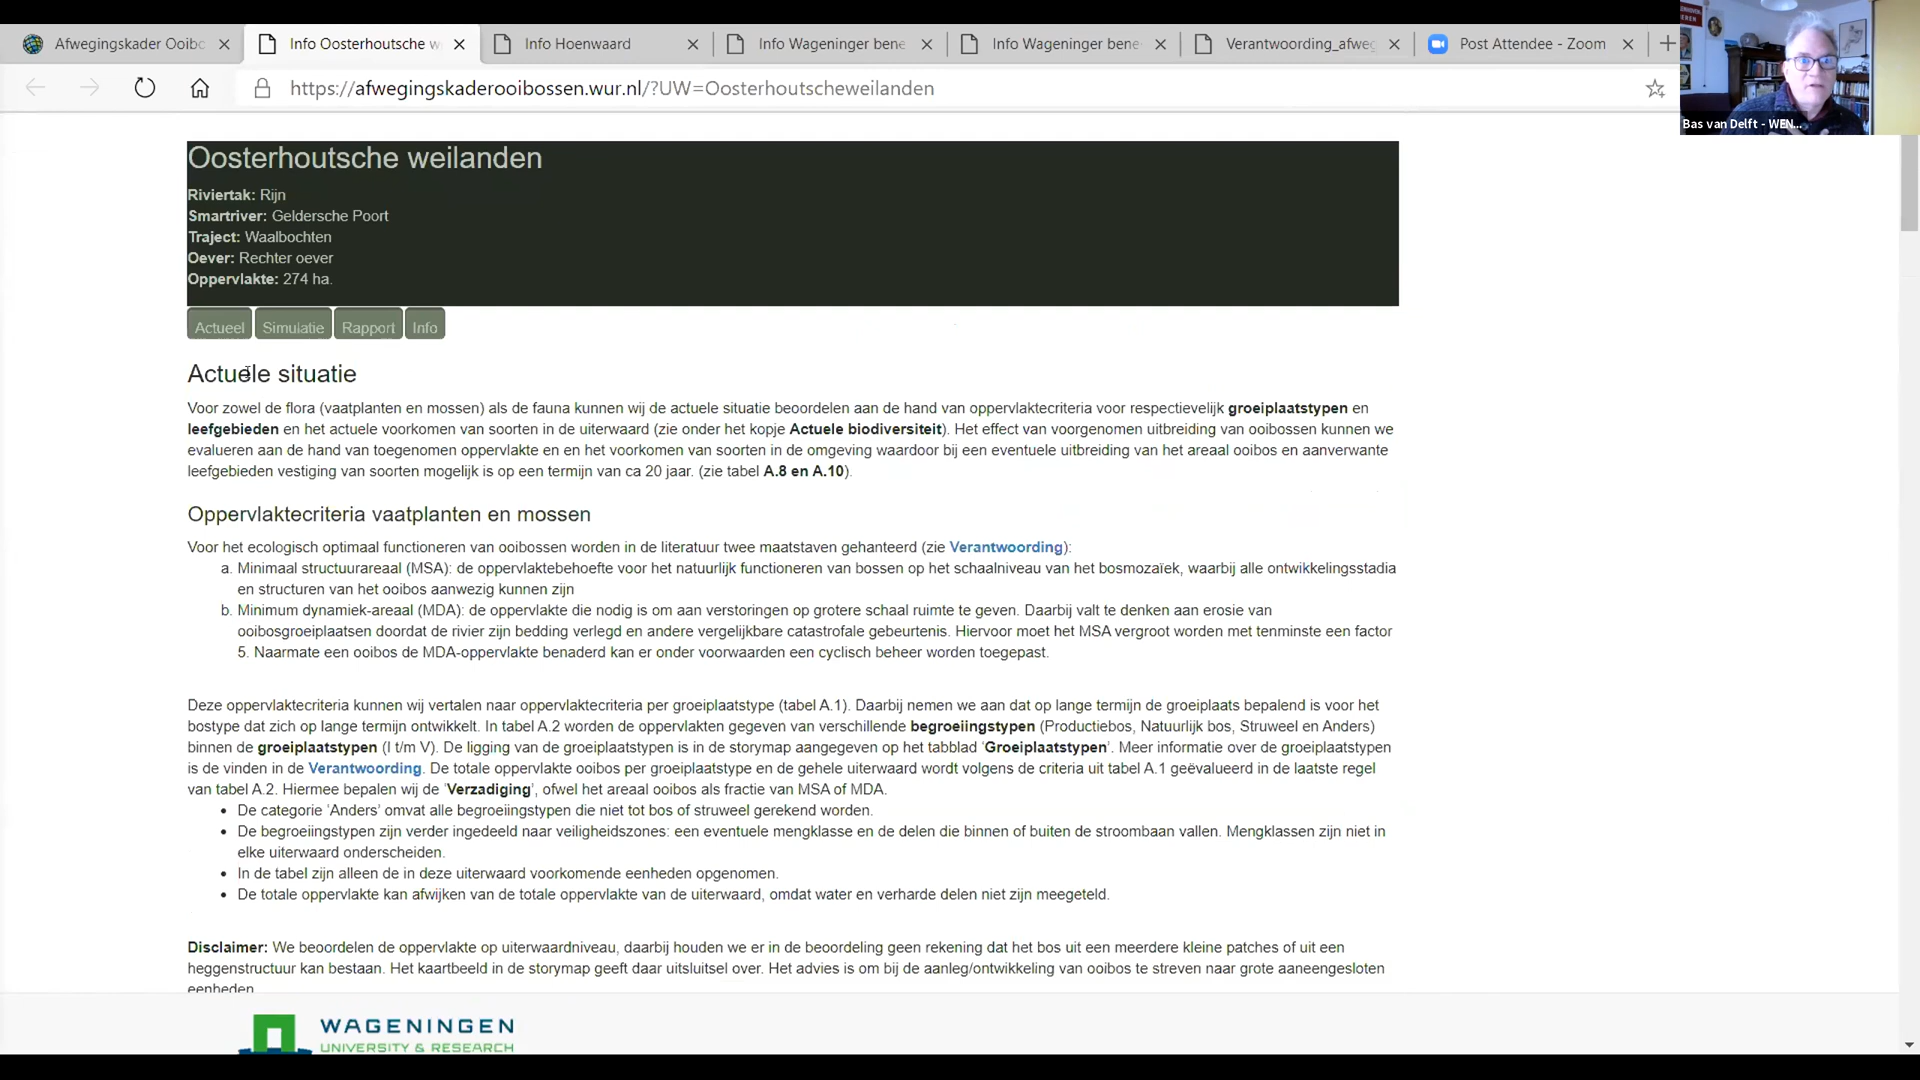 Afwegingskader Ooibo
Info Oosterhoutsche w
Info Hoenwaard
Info Wageninger bene
Info Wageninger bene
Verantwoording_afweg
Post Attendee - Zoom
https://afwegingskaderooibossen.wur.nl/?UW=Oosterhoutscheweilanden
Bas van Delft - WEN...
Oosterhoutsche weilanden
Riviertak: Rijn
Smartriver: Geldersche Poort
Traject: Waalbochten
Oever: Rechter oever
Oppervlakte: 274 ha.
Actueel Simulatie Rapport Info
Actuele situatie
Voor zowel de flora (vaatplanten en mossen) als de fauna kunnen wij de actuele situatie beoordelen aan de hand van oppervlaktecriteria voor respectievelijk groeiplaatstypen en
leefgebieden en het actuele voorkomen van soorten in de uiterwaard (zie onder het kopje Actuele biodiversiteit). Het effect van voorgenomen uitbreiding van ooibossen kunnen we
evalueren aan de hand van toegenomen oppervlakte en en het voorkomen van soorten in de omgeving waardoor bij een eventuele uitbreiding van het areaal ooibos en aanverwante
leefgebieden vestiging van soorten mogelijk is op een termijn van ca 20 jaar. (zie tabel A.8 en A.10).
Oppervlaktecriteria vaatplanten en mossen
Voor het ecologisch optimaal functioneren van ooibossen worden in de literatuur twee maatstaven gehanteerd (zie Verantwoording):
a. Minimaal structuurareaal (MSA): de oppervlaktebehoefte voor het natuurlijk functioneren van bossen op het schaalniveau van het bosmozaïek, waarbij alle ontwikkelingsstadia
en structuren van het ooibos aanwezig kunnen zijn
b. Minimum dynamiek-areaal (MDA): de oppervlakte die nodig is om aan verstoringen op grotere schaal ruimte te geven. Daarbij valt te denken aan erosie van
ooibosgroeiplaatsen doordat de rivier zijn bedding verlegd en andere vergelijkbare catastrofale gebeurtenis. Hiervoor moet het MSA vergroot worden met tenminste een factor
5. Naarmate een ooibos de MDA-oppervlakte benaderd kan er onder voorwaarden een cyclisch beheer worden toegepast.
Deze oppervlaktecriteria kunnen wij vertalen naar oppervlaktecriteria per groeiplaatstype (tabel A.1). Daarbij nemen we aan dat op lange termijn de groeiplaats bepalend is voor het
bostype dat zich op lange termijn ontwikkelt. In tabel A.2 worden de oppervlakten gegeven van verschillende begroeiingstypen (Productiebos, Natuurlijk bos, Struweel en Anders)
binnen de groeiplaatstypen (I t/m V). De ligging van de groeiplaatstypen is in de storymap aangegeven op het tabblad 'Groeiplaatstypen'. Meer informatie over de groeiplaatstypen
is de vinden in de Verantwoording. De totale oppervlakte ooibos per groeiplaatstype en de gehele uiterwaard wordt volgens de criteria uit tabel A.1 geëvalueerd in de laatste regel
van tabel A.2. Hiermee bepalen wij de 'Verzadiging', ofwel het areaal ooibos als fractie van MSA of MDA.
• De categorie 'Anders' omvat alle begroeiingstypen die niet tot bos of struweel gerekend worden.
• De begroeiingstypen zijn verder ingedeeld naar veiligheidszones: een eventuele mengklasse en de delen die binnen of buiten de stroombaan vallen. Mengklassen zijn niet in
elke uiterwaard onderscheiden.
• In de tabel zijn alleen de in deze uiterwaard voorkomende eenheden opgenomen.
• De totale oppervlakte kan afwijken van de totale oppervlakte van de uiterwaard, omdat water en verharde delen niet zijn meegeteld.
Disclaimer: We beoordelen de oppervlakte op uiterwaardniveau, daarbij houden we er in de beoordeling geen rekening dat het bos uit een meerdere kleine patches of uit een
heggenstructuur kan bestaan. Het kaartbeeld in de storymap geeft daar uitsluitsel over. Het advies is om bij de aanleg/ontwikkeling van ooibos te streven naar grote aaneengesloten
eenheden
WAGENINGEN
UNIVERSITY & RESEARCH